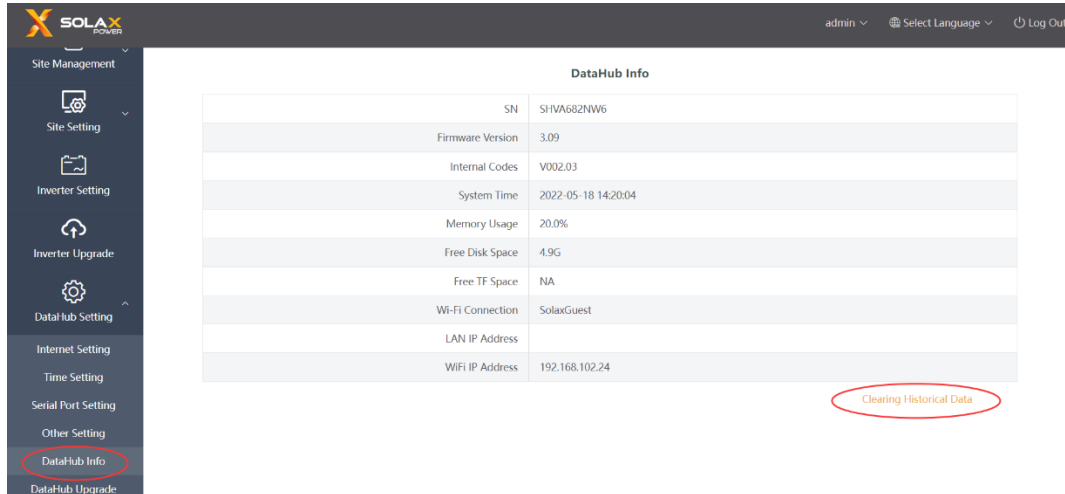 SOLAX
POWER
admin
Select Language
Log Out
Site Management
Site Setting
Inverter Setting
Inverter Upgrade
DataHub Setting
Internet Setting
Time Setting
Serial Port Setting
Other Setting
DataHub Info
DataHub Upgrade
DataHub Info
SN SHVA682NW6
Firmware Version 3.09
Internal Codes V002.03
System Time 2022-05-18 14:20:04
Memory Usage 20.0%
Free Disk Space 4.9G
Free TF Space NA
Wi-Fi Connection SolaxGuest
LAN IP Address
WiFi IP Address 192.168.102.24
Clearing Historical Data